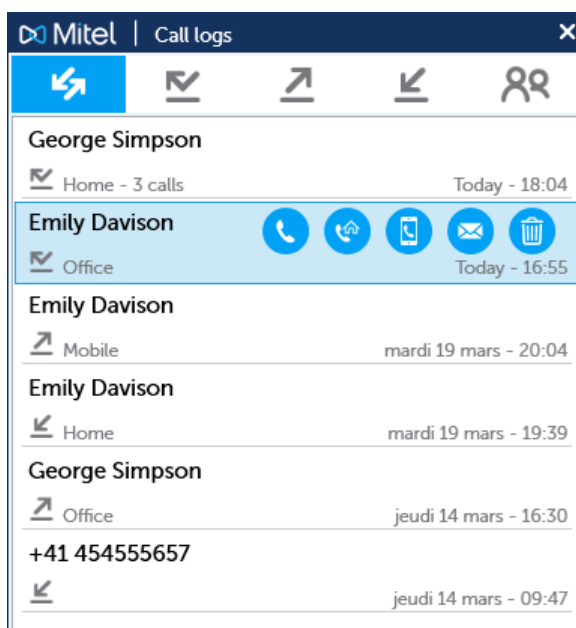 Mitel | Call logs
George Simpson
Home - 3 calls Today - 18:04
Emily Davison
Office Today - 16:55
Emily Davison
Mobile mardi 19 mars - 20:04
Emily Davison
Home mardi 19 mars - 19:39
George Simpson
Office jeudi 14 mars - 16:30
+41 454555657
jeudi 14 mars - 09:47